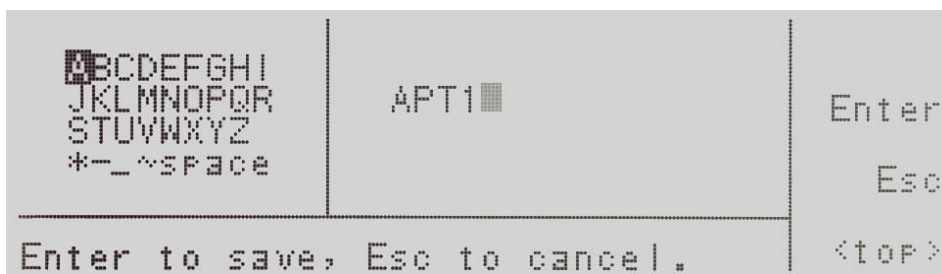 ABCDEFGHI
JKLMNOPQR
STUVWXYZ
*-_~space
APT1
Enter
Esc
<top>
Enter to save, Esc to cancel.